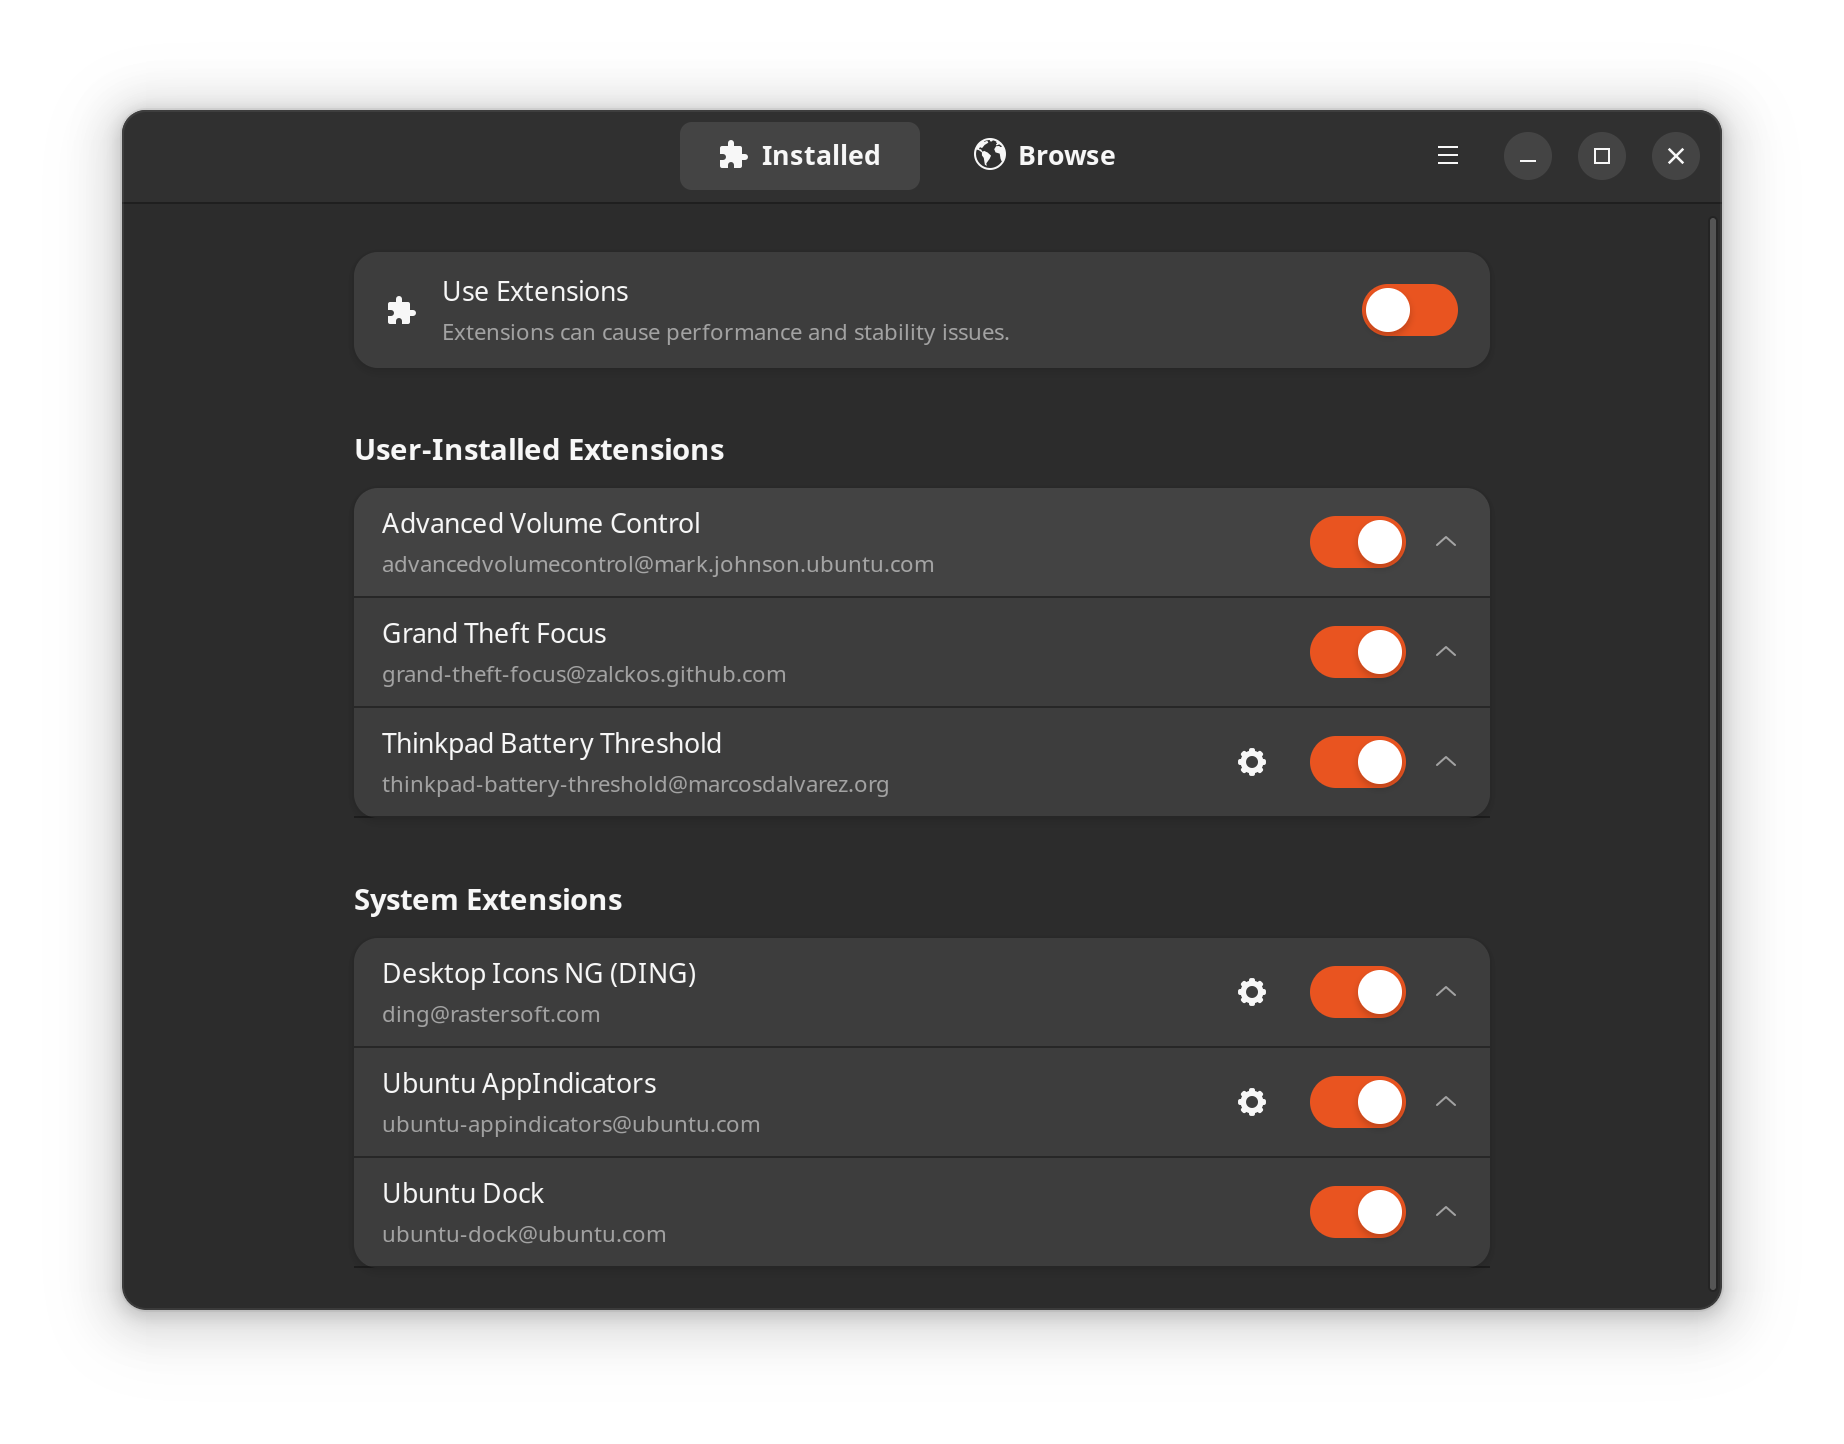 Installed
Browse
Use Extensions
Extensions can cause performance and stability issues.
User-Installed Extensions
Advanced Volume Control
advancedvolumecontrol@mark.johnson.ubuntu.com
Grand Theft Focus
grand-theft-focus@zalckos.github.com
Thinkpad Battery Threshold
thinkpad-battery-threshold@marcosdalvarez.org
System Extensions
Desktop Icons NG (DING)
ding@rastersoft.com
Ubuntu AppIndicators
ubuntu-appindicators@ubuntu.com
Ubuntu Dock
ubuntu-dock@ubuntu.com